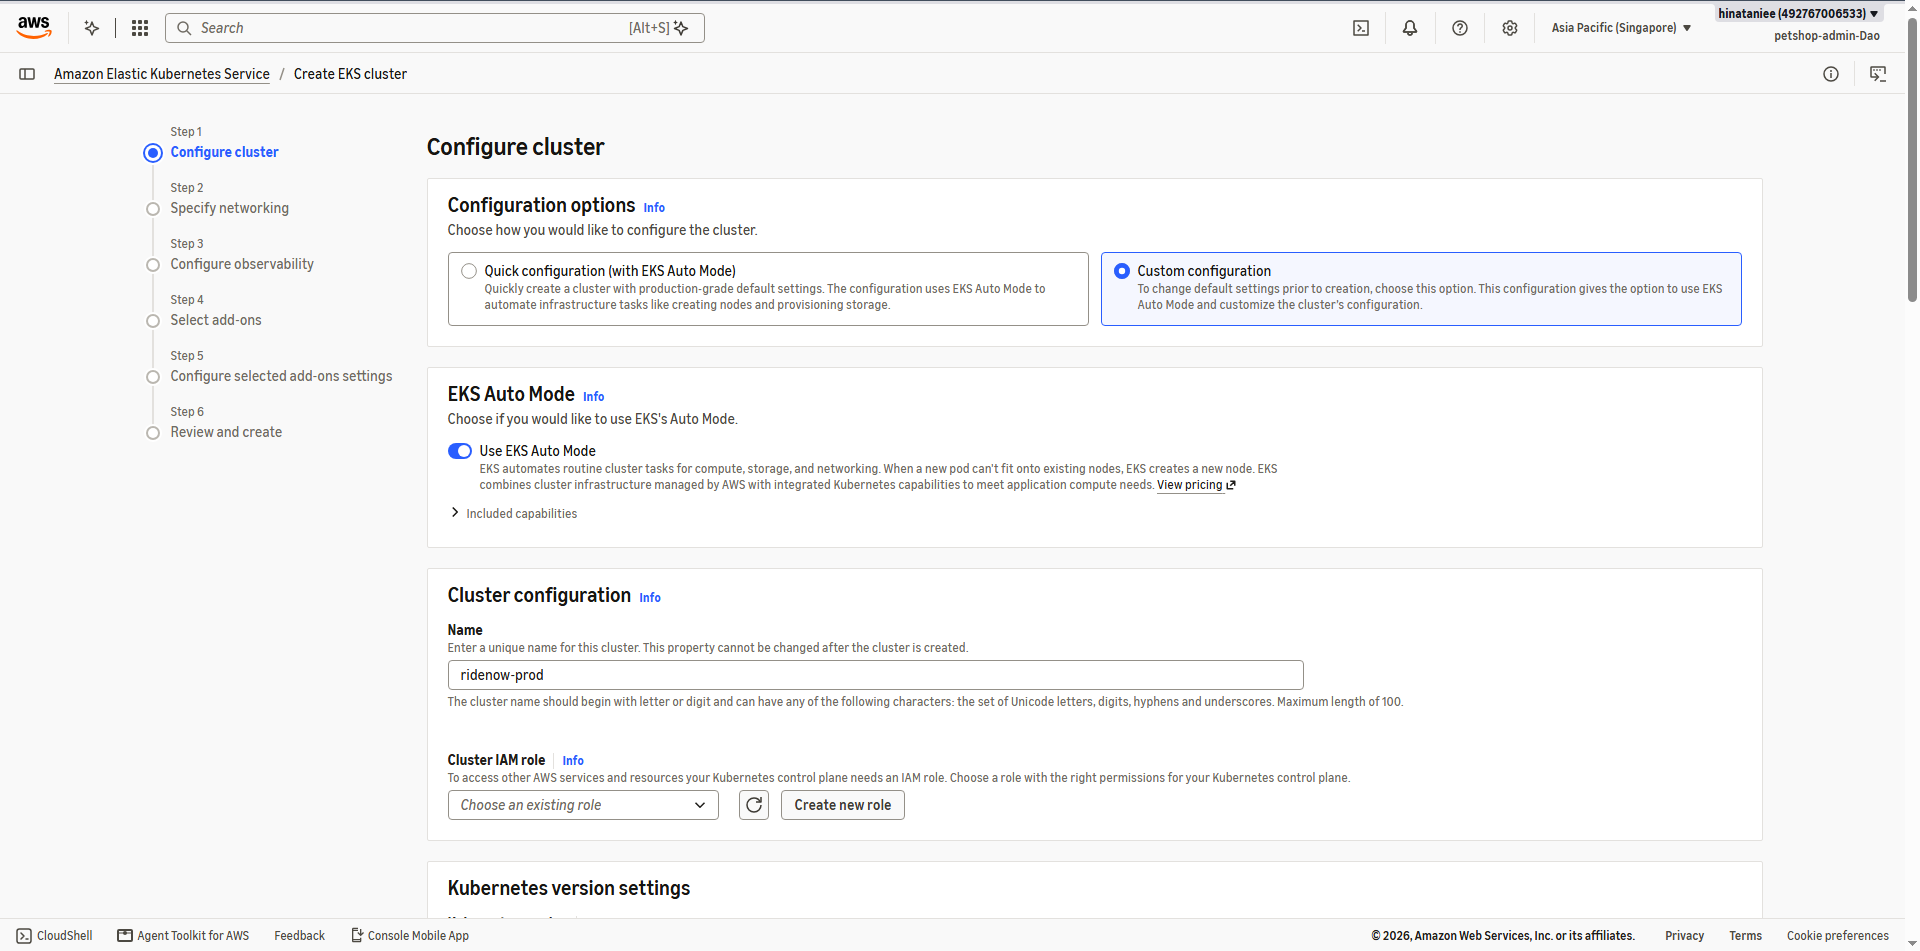 aws
Search
[Alt+S]
Asia Pacific (Singapore)
hinataniee (492767006533)
petshop-admin-Dao
Amazon Elastic Kubernetes Service / Create EKS cluster
Step 1
Configure cluster
Step 2
Specify networking
Step 3
Configure observability
Step 4
Select add-ons
Step 5
Configure selected add-ons settings
Step 6
Review and create
Configure cluster
Configuration options Info
Choose how you would like to configure the cluster.
Quick configuration (with EKS Auto Mode)
Quickly create a cluster with production-grade default settings. The configuration uses EKS Auto Mode to
automate infrastructure tasks like creating nodes and provisioning storage.
Custom configuration
To change default settings prior to creation, choose this option. This configuration gives the option to use EKS
Auto Mode and customize the cluster's configuration.
EKS Auto Mode Info
Choose if you would like to use EKS's Auto Mode.
Use EKS Auto Mode
EKS automates routine cluster tasks for compute, storage, and networking. When a new pod can't fit onto existing nodes, EKS creates a new node. EKS
combines cluster infrastructure managed by AWS with integrated Kubernetes capabilities to meet application compute needs. View pricing
Included capabilities
Cluster configuration Info
Name
Enter a unique name for this cluster. This property cannot be changed after the cluster is created.
ridenow-prod
The cluster name should begin with letter or digit and can have any of the following characters: the set of Unicode letters, digits, hyphens and underscores. Maximum length of 100.
Cluster IAM role Info
To access other AWS services and resources your Kubernetes control plane needs an IAM role. Choose a role with the right permissions for your Kubernetes control plane.
Choose an existing role
Create new role
Kubernetes version settings
CloudShell
Agent Toolkit for AWS
Feedback
Console Mobile App
© 2026, Amazon Web Services, Inc. or its affiliates.
Privacy
Terms
Cookie preferences